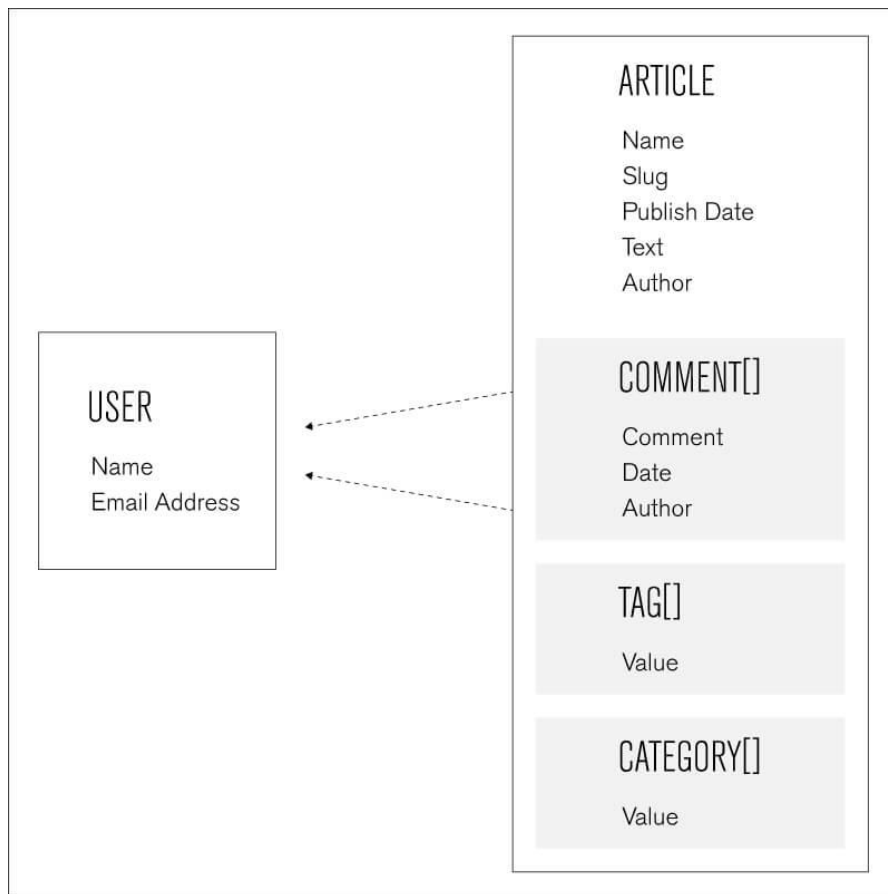 USER
Name
Email Address
ARTICLE
Name
Slug
Publish Date
Text
Author
COMMENT[]
Comment
Date
Author
TAG[]
Value
CATEGORY[]
Value